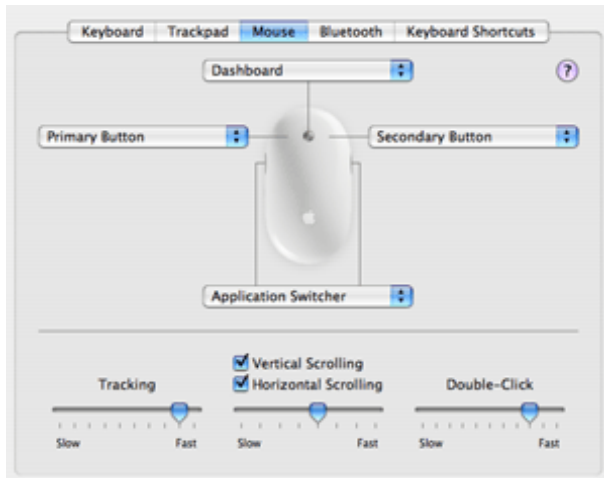 Keyboard Trackpad Mouse Bluetooth Keyboard Shortcuts
Dashboard ?
Primary Button Secondary Button
Application Switcher
Vertical Scrolling
Tracking Horizontal Scrolling Double-Click
Slow Fast Slow Fast Slow Fast